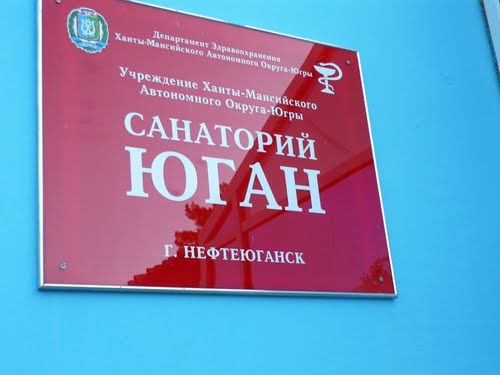 Департамент Здравоохранения
Ханты-Мансийского Автономного Округа-Югры
Учреждение Ханты-Мансийского
Автономного Округа-Югры
САНАТОРИЙ
ЮГАН
Г. НЕФТЕЮГАНСК